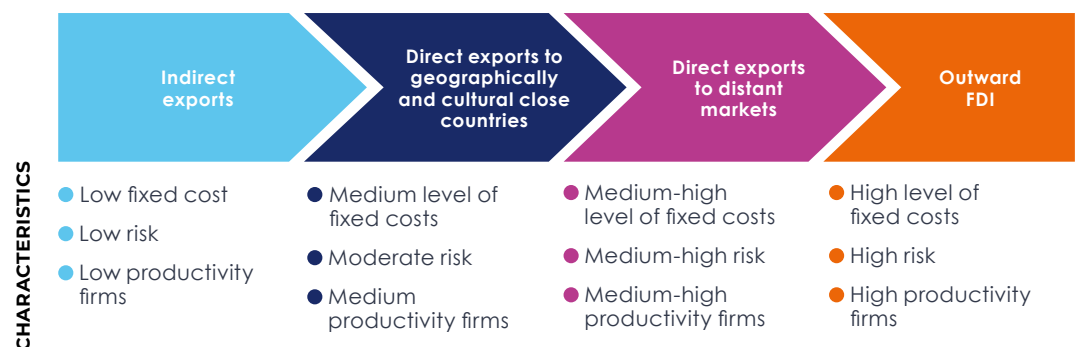 Indirect
exports
Direct exports to
geographically
and cultural close
countries
Direct exports
to distant
markets
Outward
FDI
CHARACTERISTICS
Low fixed cost
Low risk
Low productivity
firms
Medium level of
fixed costs
Moderate risk
Medium
productivity firms
Medium-high
level of fixed costs
Medium-high risk
Medium-high
productivity firms
High level of
fixed costs
High risk
High productivity
firms